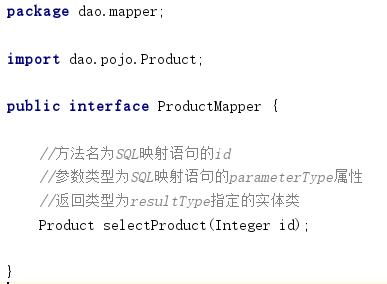 package dao.mapper;
import dao.pojo.Product;
public interface ProductMapper {
//方法名为SQL映射语句的id
//参数类型为SQL映射语句的parameterType属性
//返回类型为resultType指定的实体类
Product selectProduct(Integer id);
}